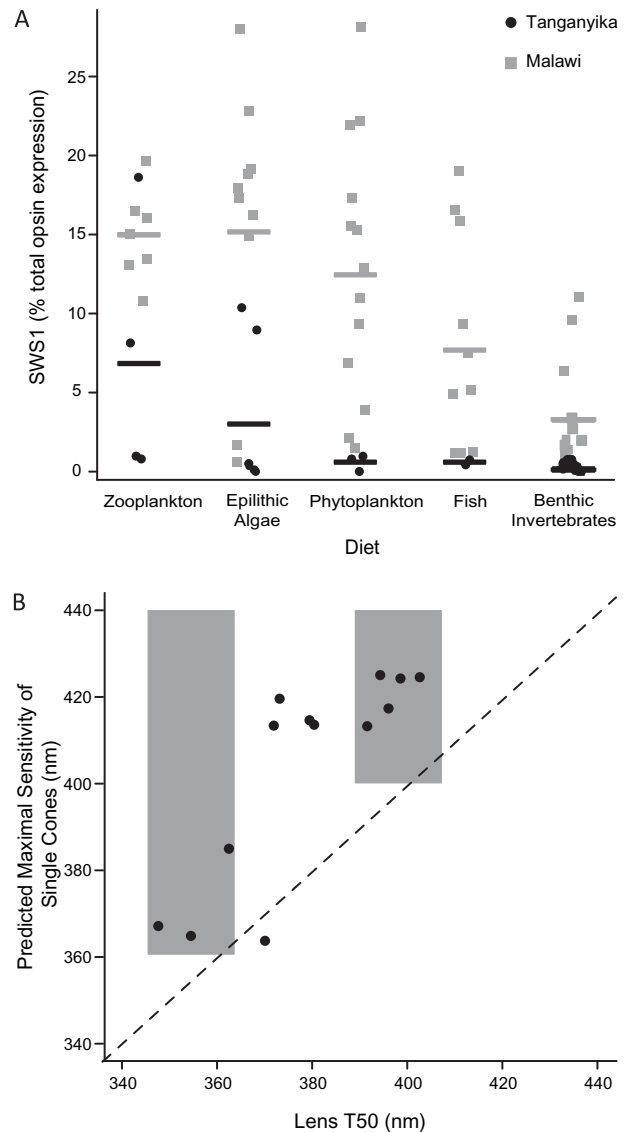 A
Tanganyika
Malawi
SWS1 (% total opsin expression)
25
20
15
10
5
0
Zooplankton
Epilithic
Algae
Phytoplankton
Fish
Benthic
Invertebrates
Diet
B
Predicted Maximal Sensitivity of
Single Cones (nm)
440
420
400
380
360
340
340 360 380 400 420 440
Lens T50 (nm)